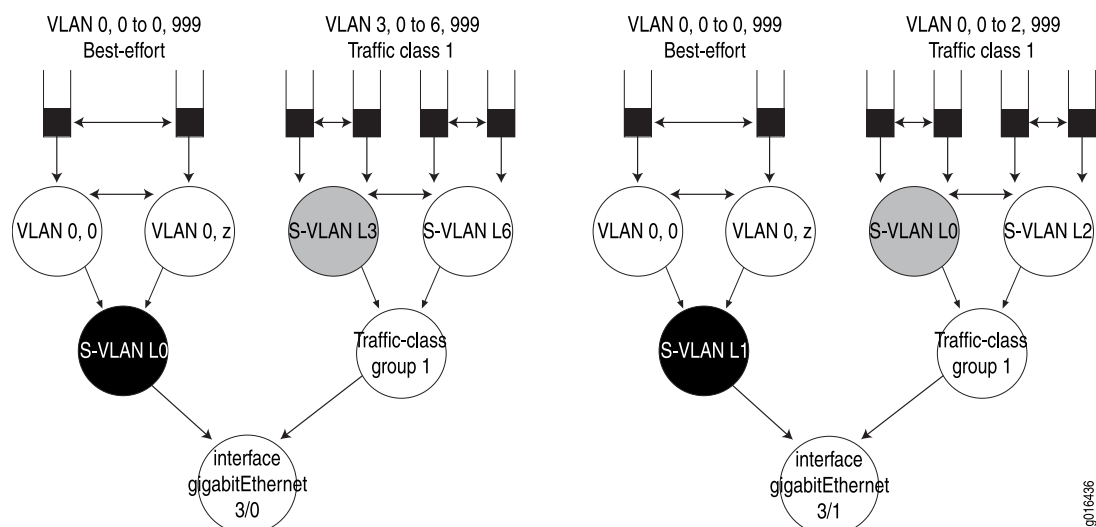 VLAN 0, 0 to 0, 999
Best-effort
VLAN 3, 0 to 6, 999
Traffic class 1
VLAN 0, 0 to 0, 999
Best-effort
VLAN 0, 0 to 2, 999
Traffic class 1
VLAN 0, 0
VLAN 0, z
S-VLAN L3
S-VLAN L6
VLAN 0, 0
VLAN 0, z
S-VLAN L0
S-VLAN L2
S-VLAN L0
Traffic-class
group 1
S-VLAN L1
Traffic-class
group 1
interface
gigabitEthernet
3/0
interface
gigabitEthernet
3/1
g016436